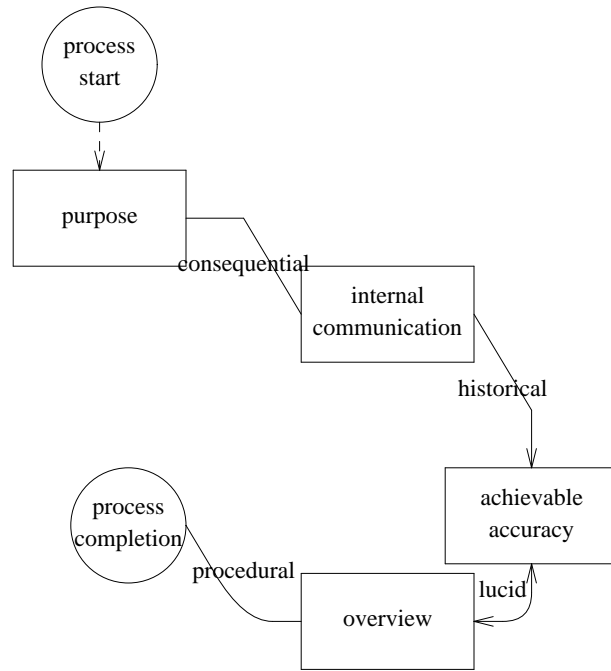 process
start
purpose
consequential
internal
communication
historical
achievable
accuracy
process
completion
procedural
lucid
overview